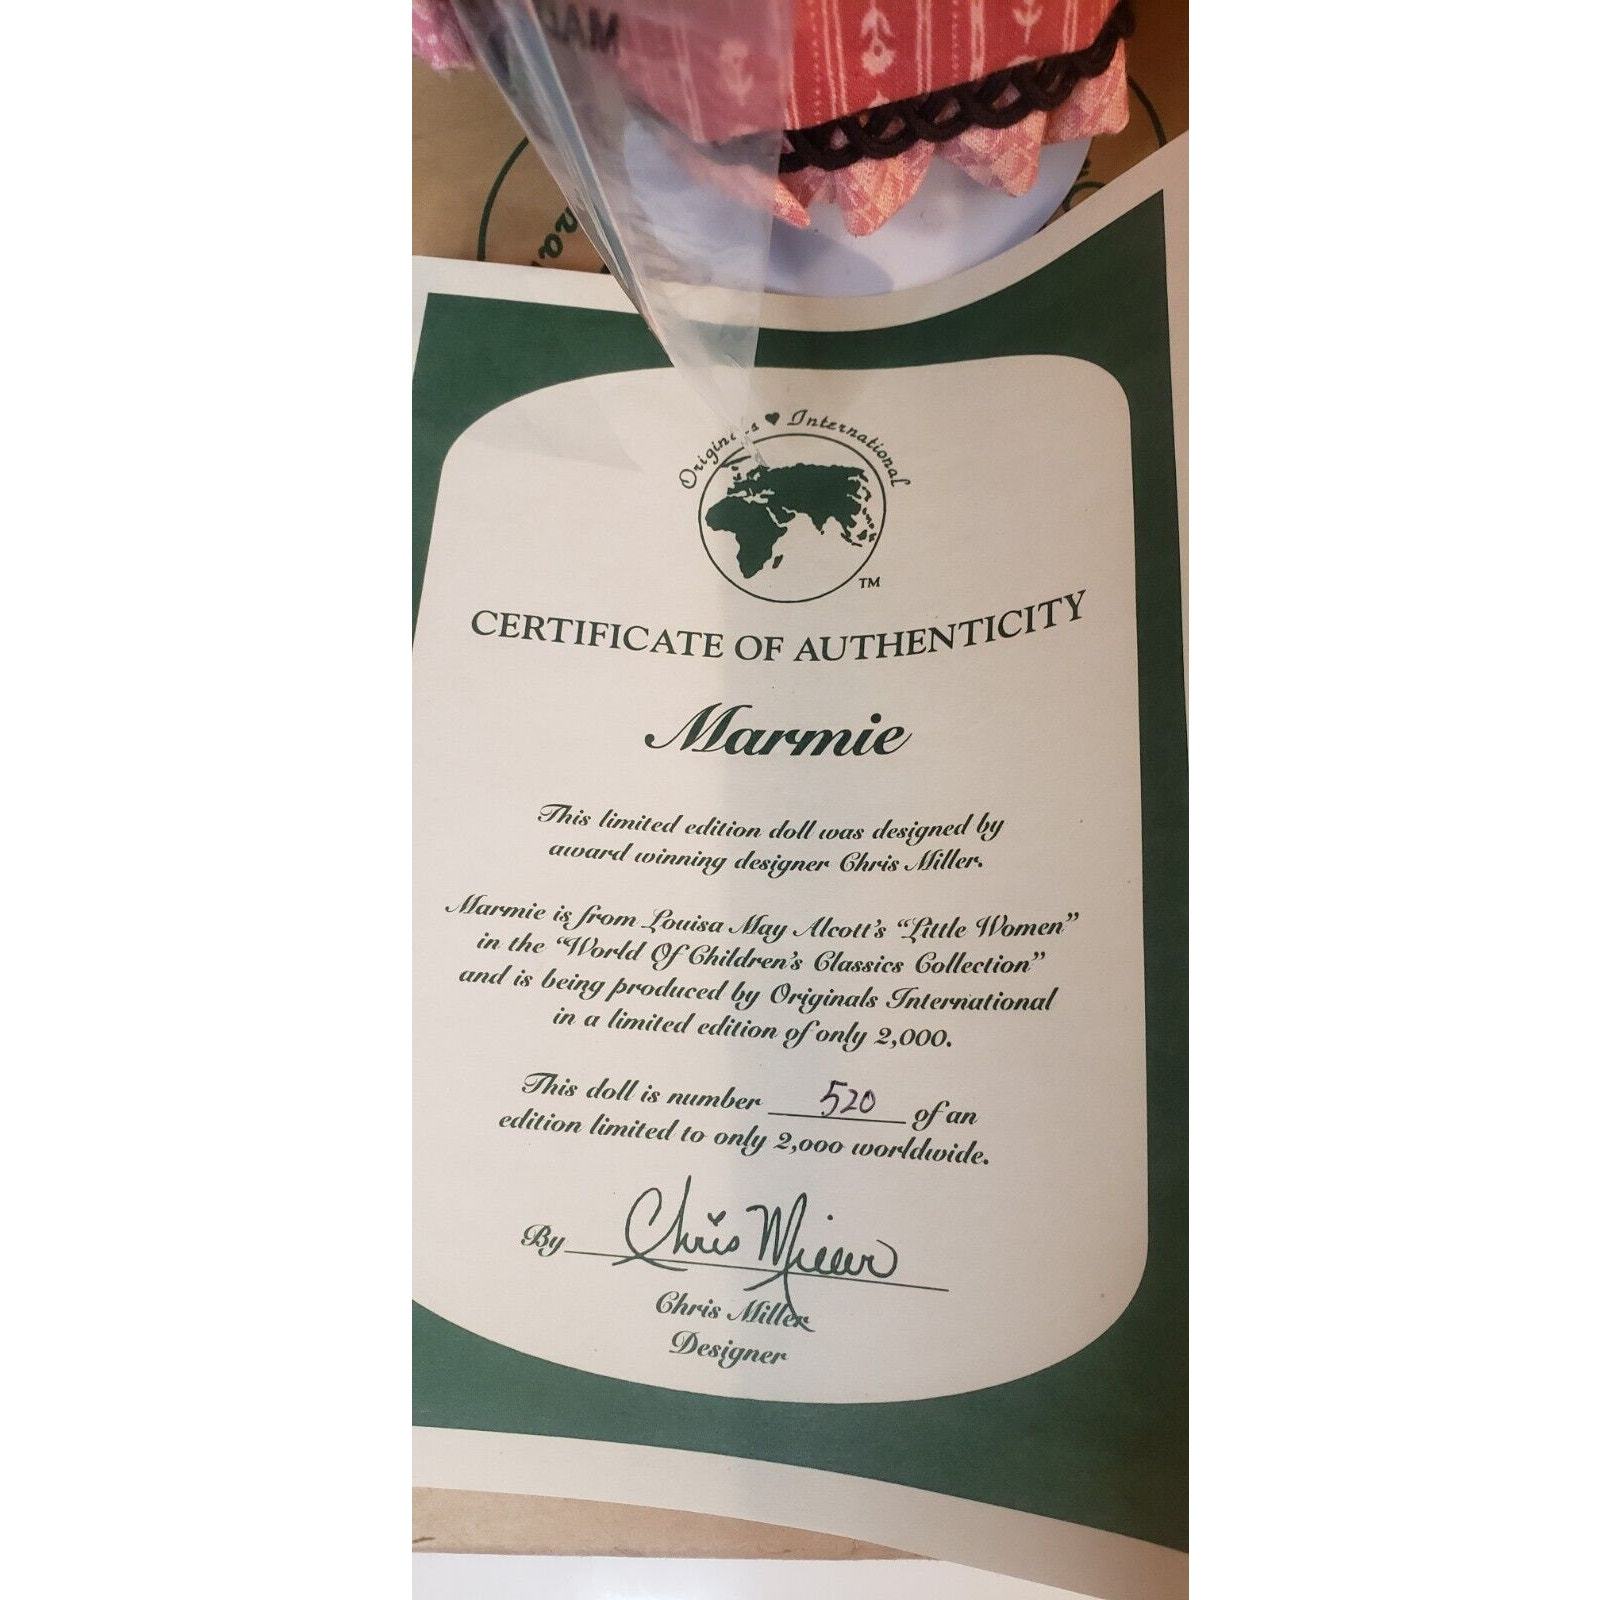 MAD
Originals ♥ International
TM
CERTIFICATE OF AUTHENTICITY
Marmie
This limited edition doll was designed by
award winning designer Chris Miller.
Marmie is from Louisa May Alcott's "Little Women"
in the "World Of Children's Classics Collection"
and is being produced by Originals International
in a limited edition of only 2,000.
This doll is number 520 of an
edition limited to only 2,000 worldwide.
By Chris Miller
Chris Miller
Designer